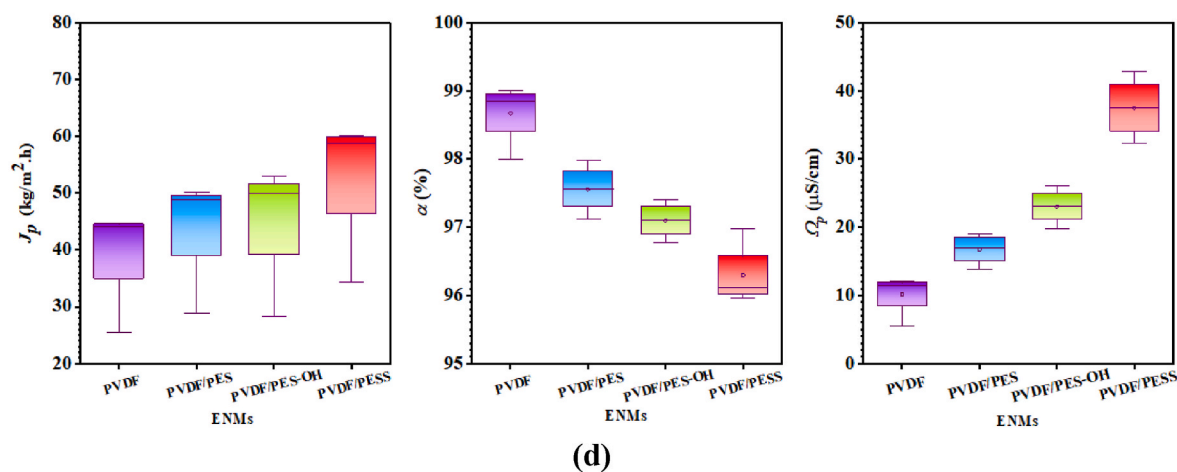 80
70
60
50
40
30
20
J_p (kg/m².h)
PVDF
PVDF/PES
PVDF/PES-OH
PVDF/PESS
ENMs
100
99
98
97
96
95
α (%)
PVDF
PVDF/PES
PVDF/PES-OH
PVDF/PESS
ENMs
50
40
30
20
10
0
Ω_p (µS/cm)
PVDF
PVDF/PES
PVDF/PES-OH
PVDF/PESS
ENMs
(d)